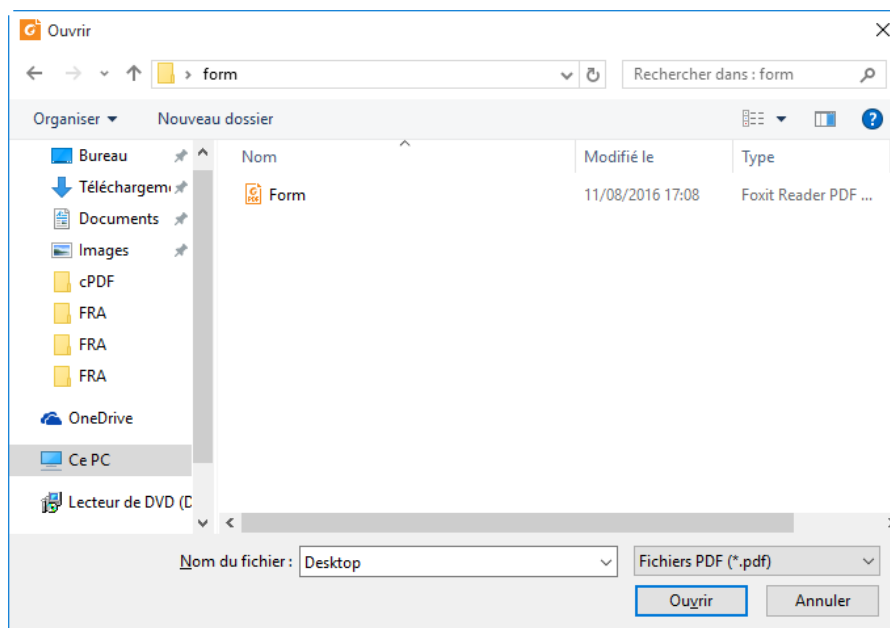 Ouvrir
form
Rechercher dans : form
Organiser
Nouveau dossier
Bureau
Téléchargem
Documents
Images
cPDF
FRA
FRA
FRA
OneDrive
Ce PC
Lecteur de DVD (D
Nom
Modifié le
Type
Form
11/08/2016 17:08
Foxit Reader PDF ...
Nom du fichier :
Desktop
Fichiers PDF (*.pdf)
Ouvrir
Annuler